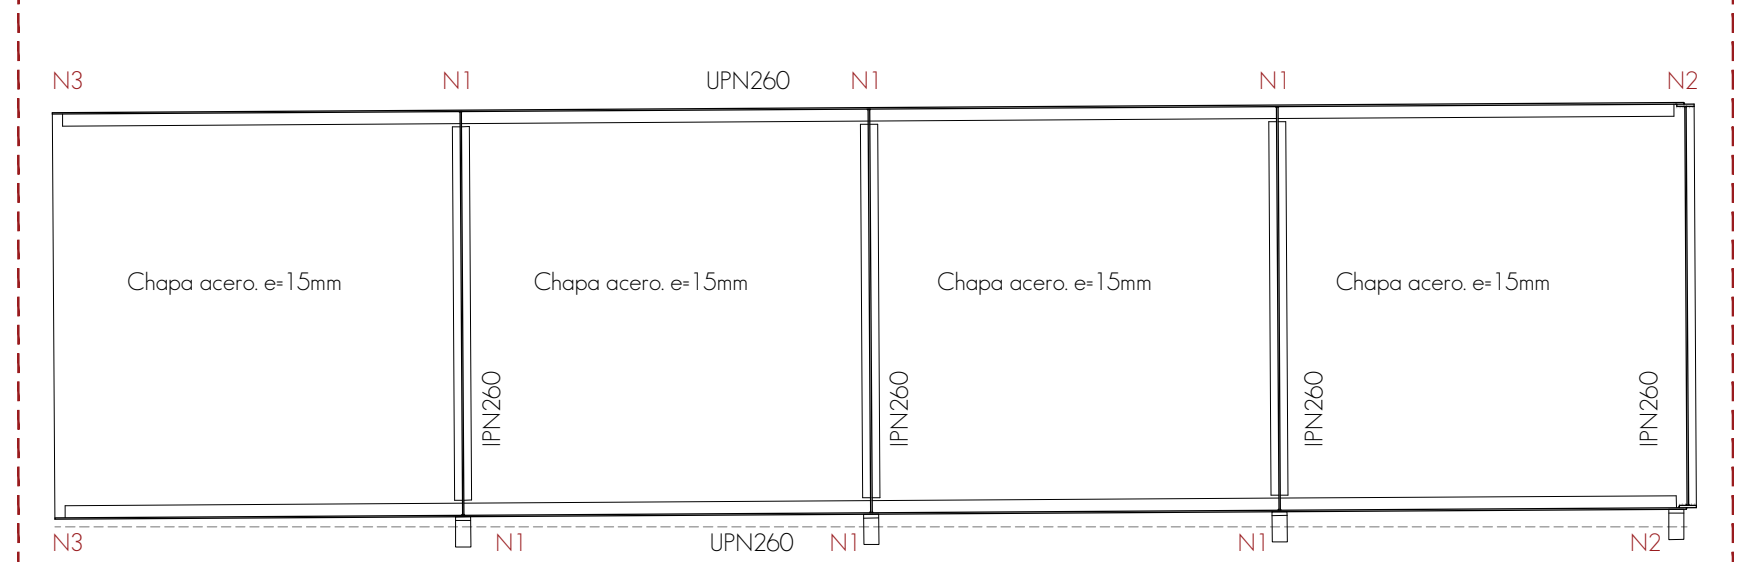 N3 N1 UPN260 N1 N1 N2
Chapa acero. e=15mm Chapa acero. e=15mm Chapa acero. e=15mm Chapa acero. e=15mm
IPN260 IPN260 IPN260 IPN260
N3 N1 UPN260 N1 N1 N2